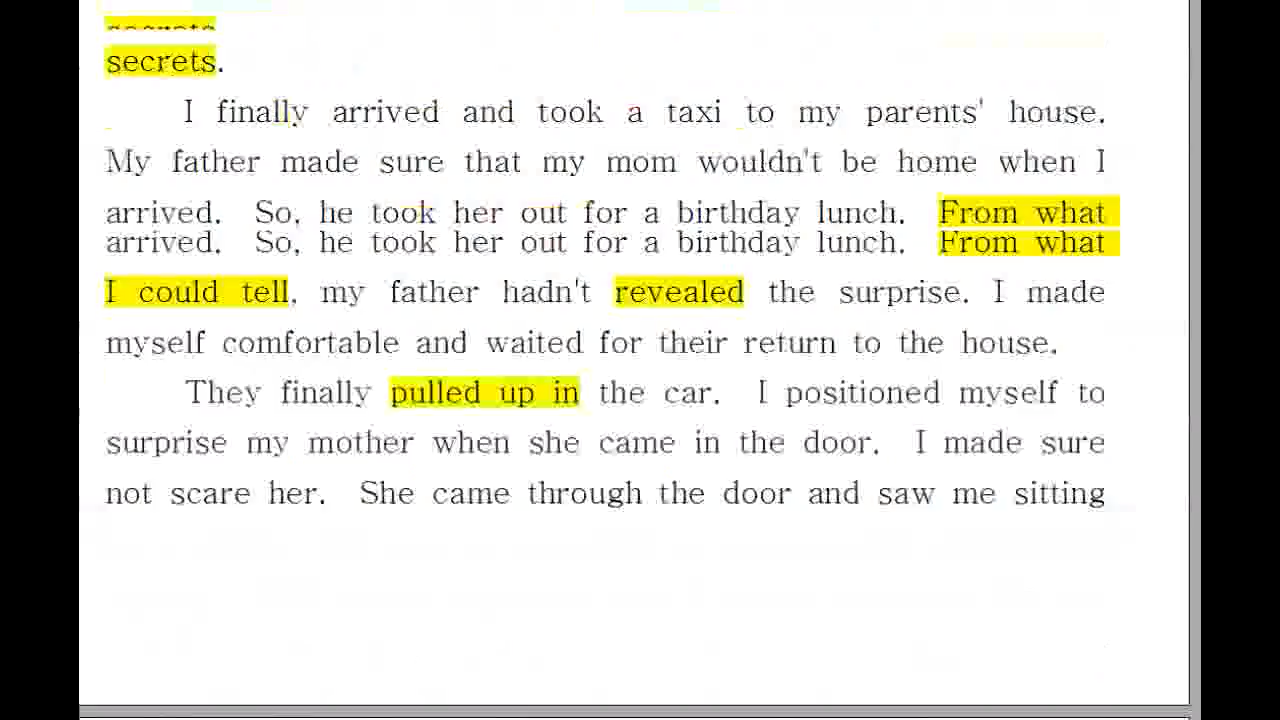 secrets
secrets.
I finally arrived and took a taxi to my parents' house.
My father made sure that my mom wouldn't be home when I
arrived. So, he took her out for a birthday lunch. From what
arrived. So, he took her out for a birthday lunch. From what
I could tell, my father hadn't revealed the surprise. I made
myself comfortable and waited for their return to the house.
They finally pulled up in the car. I positioned myself to
surprise my mother when she came in the door. I made sure
not scare her. She came through the door and saw me sitting